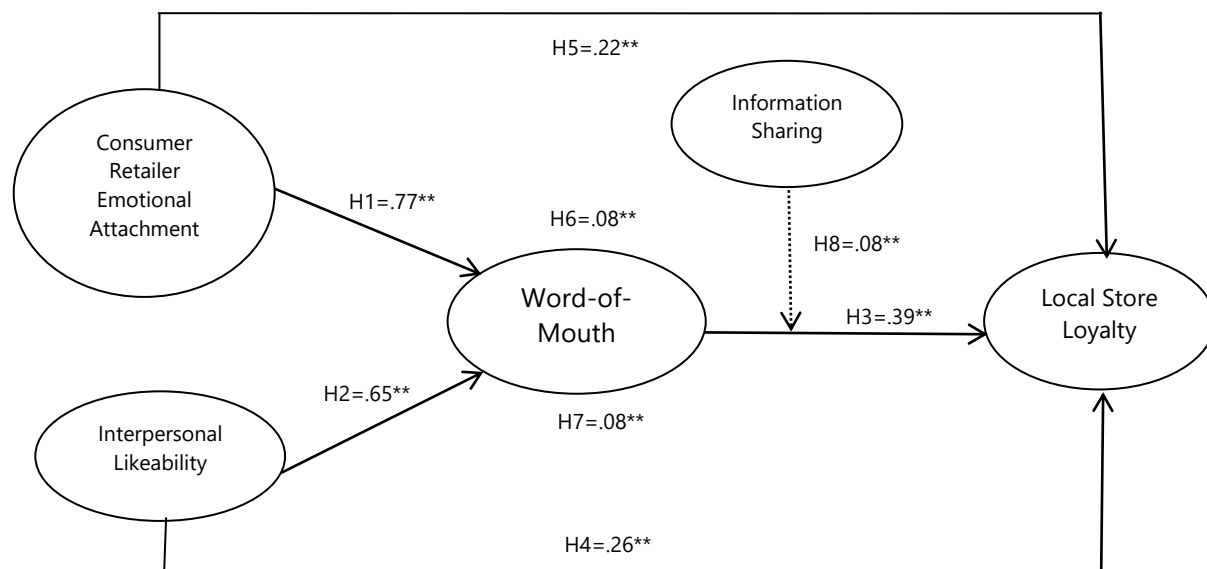 H5=.22**
Information
Sharing
Consumer
Retailer
Emotional
Attachment
H1=.77**
H6=.08**
H8=.08**
Word-of-
Mouth
H3=.39**
Local Store
Loyalty
H2=.65**
H7=.08**
Interpersonal
Likeability
H4=.26**